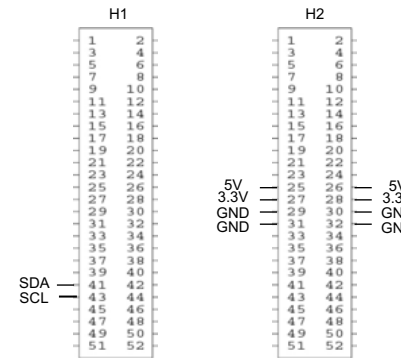 H1 H2
1 2 1 2
3 4 3 4
5 6 5 6
7 8 7 8
9 10 9 10
11 12 11 12
13 14 13 14
15 16 15 16
17 18 17 18
19 20 19 20
21 22 21 22
23 24 23 24
5V 25 26 25 26 5V
3.3V 27 28 27 28
GND 29 30 29 30
GND 31 32 31 32
33 34 33 34
35 36 35 36
37 38 37 38
39 40 39 40
SDA 41 42 41 42
SCL 43 44 43 44
45 46 45 46
47 48 47 48
49 50 49 50
51 52 51 52